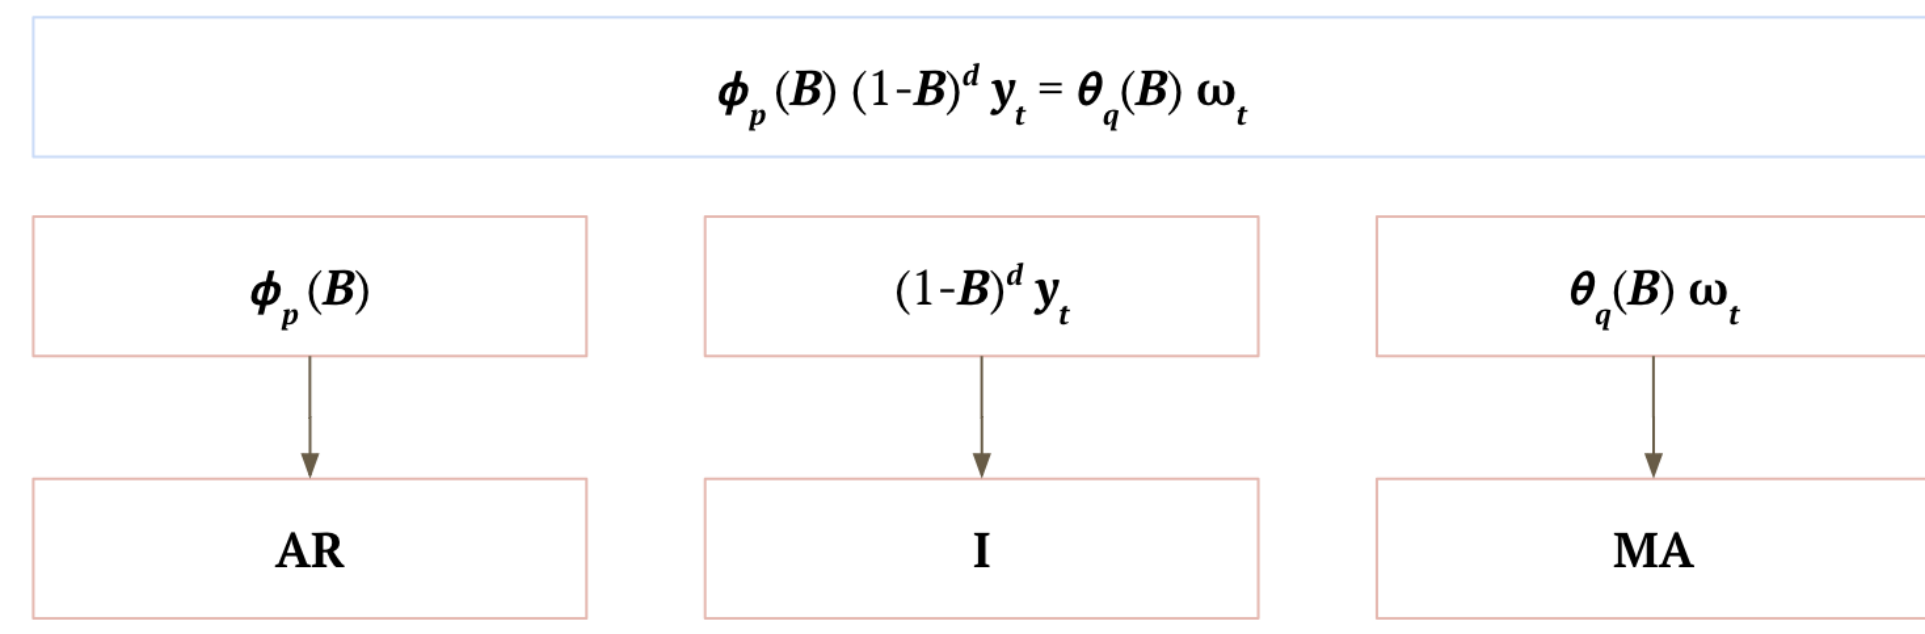 ϕp (B) (1-B)d yt = θq(B) ωt
ϕp (B)
(1-B)d yt
θq(B) ωt
AR
I
MA